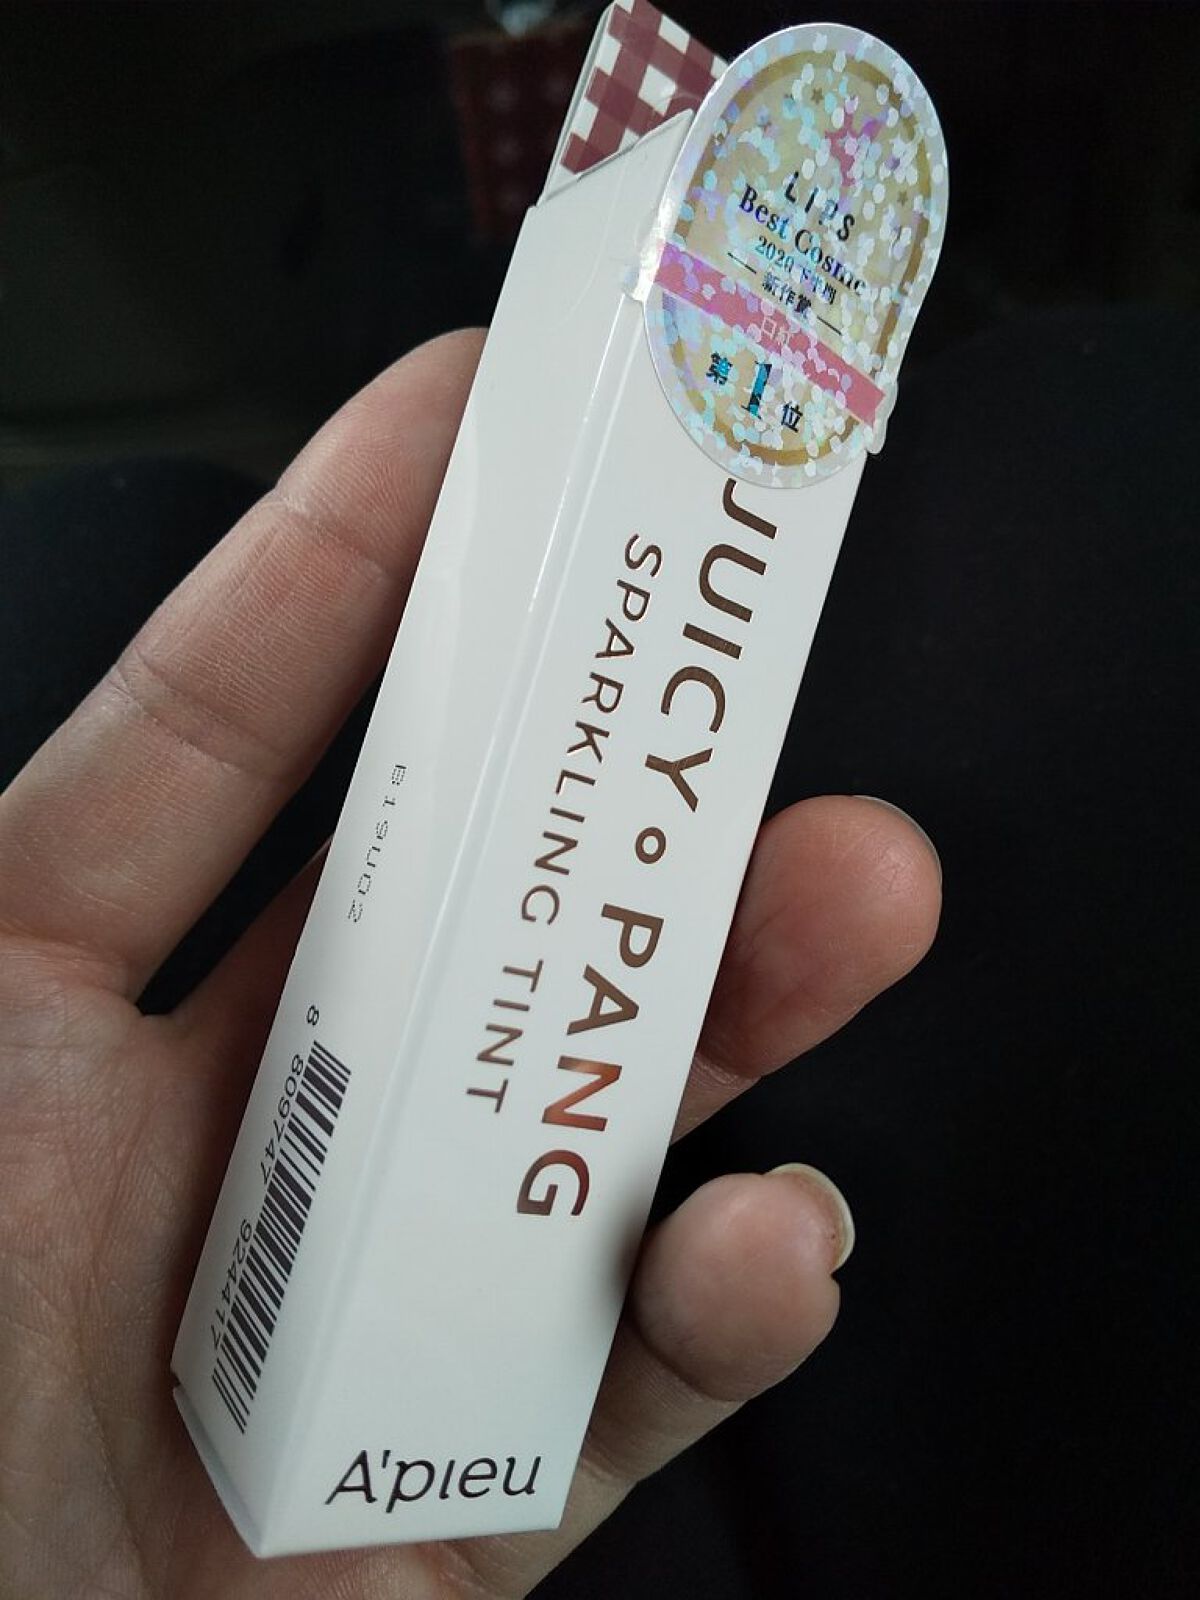 LIPS
Best Cosme
2020下半期
新作賞
口紅
第1位
JUICY PANG
SPARKLING TINT
B19U02
8 809747 924417
A'pieu